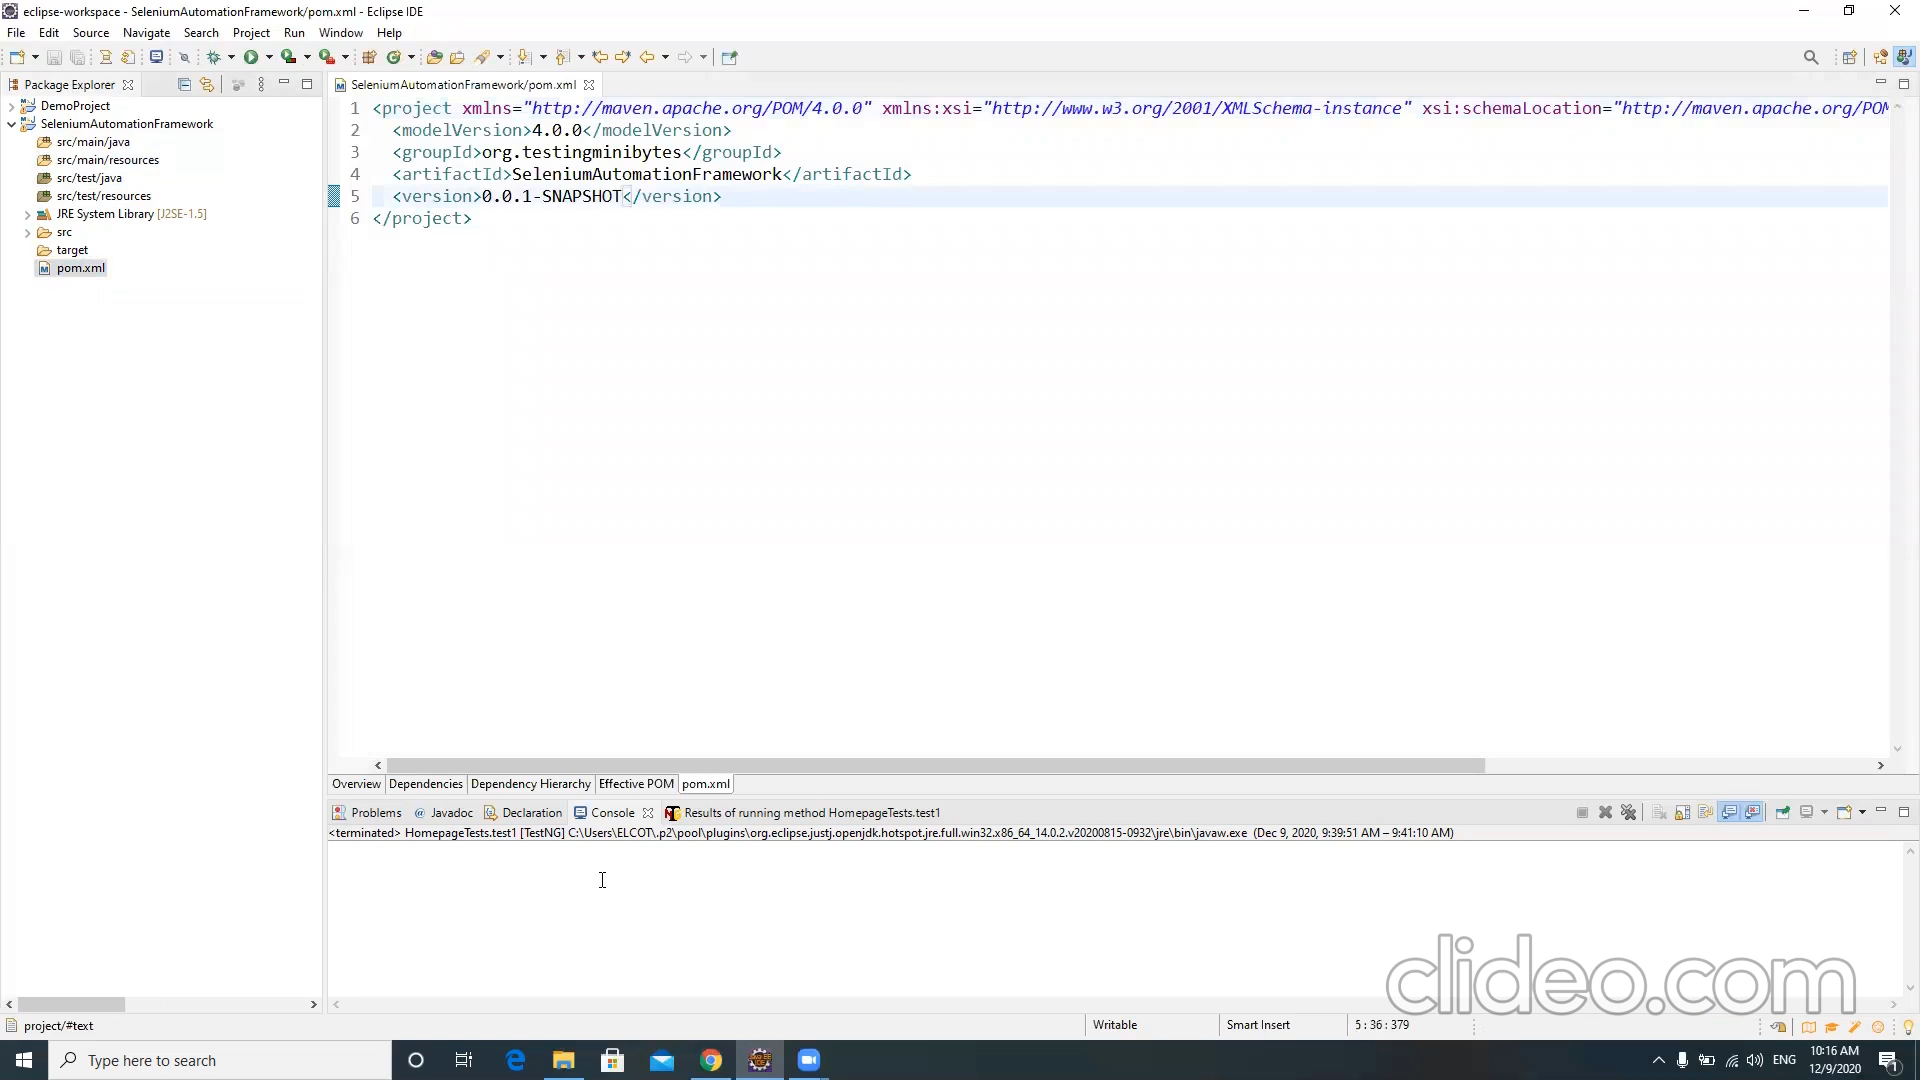 eclipse-workspace - SeleniumAutomationFramework/pom.xml - Eclipse IDE
File Edit Source Navigate Search Project Run Window Help
Package Explorer
DemoProject
SeleniumAutomationFramework
src/main/java
src/main/resources
src/test/java
src/test/resources
JRE System Library [J2SE-1.5]
src
target
pom.xml
SeleniumAutomationFramework/pom.xml
1 <project xmlns="http://maven.apache.org/POM/4.0.0" xmlns:xsi="http://www.w3.org/2001/XMLSchema-instance" xsi:schemaLocation="http://maven.apache.org/POM
2 <modelVersion>4.0.0</modelVersion>
3 <groupId>org.testingminibytes</groupId>
4 <artifactId>SeleniumAutomationFramework</artifactId>
5 <version>0.0.1-SNAPSHOT</version>
6 </project>
Overview Dependencies Dependency Hierarchy Effective POM pom.xml
Problems @ Javadoc Declaration Console Results of running method HomepageTests.test1
<terminated> HomepageTests.test1 [TestNG] C:\Users\ELCOT\.p2\pool\plugins\org.eclipse.justj.openjdk.hotspot.jre.full.win32.x86_64_14.0.2.v20200815-0932\jre\bin\javaw.exe (Dec 9, 2020, 9:39:51 AM – 9:41:10 AM)
clideo.com
project/#text
Writable
Smart Insert
5 : 36 : 379
Type here to search
ENG
10:16 AM
12/9/2020
1